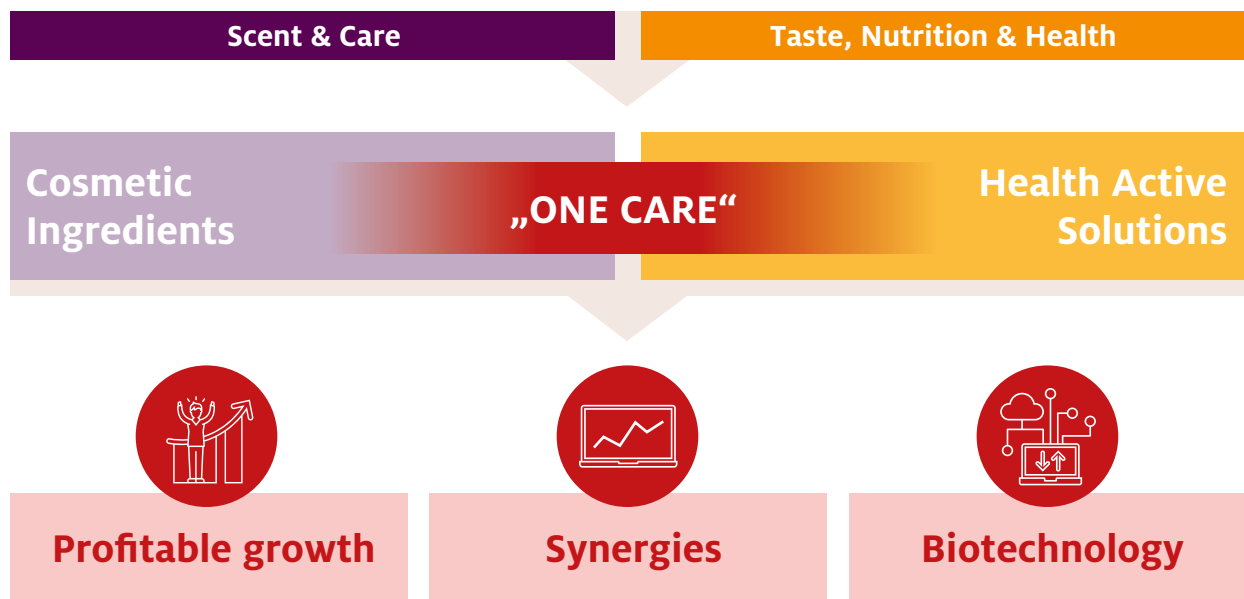 Scent & Care
Taste, Nutrition & Health
Cosmetic
Ingredients
„ONE CARE“
Health Active
Solutions
Profitable growth
Synergies
Biotechnology